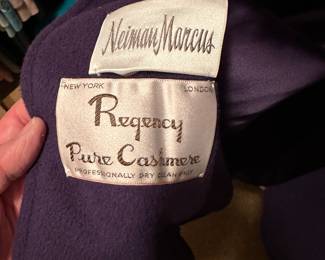 Neiman Marcus
NEW YORK LONDON
Regency
Pure Cashmere
PROFESSIONALLY DRY CLEAN ONLY